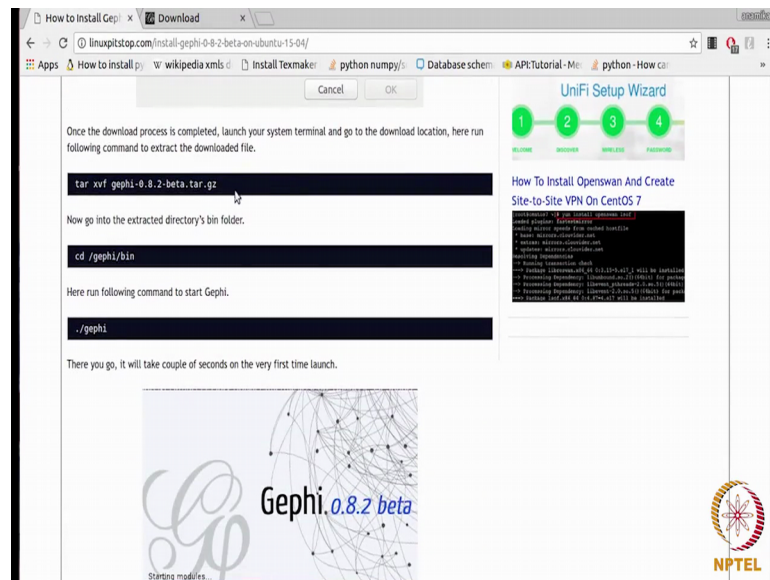 How to Install Gep
Download
anamika
linuxpitstop.com/install-gephi-0-8-2-beta-on-ubuntu-15-04/
Apps
How to install py
wikipedia xmls d
Install Texmaker
python numpy/s
Database schem
API:Tutorial - Med
python - How car
»
Cancel
OK
Once the download process is completed, launch your system terminal and go to the download location, here run
following command to extract the downloaded file.
tar xvf gephi-0.8.2-beta.tar.gz
Now go into the extracted directory's bin folder.
cd /gephi/bin
Here run following command to start Gephi.
./gephi
There you go, it will take couple of seconds on the very first time launch.
Gephi.0.8.2 beta
Starting modules...
UniFi Setup Wizard
1 2 3 4
How To Install Openswan And Create
Site-to-Site VPN On CentOS 7
NPTEL